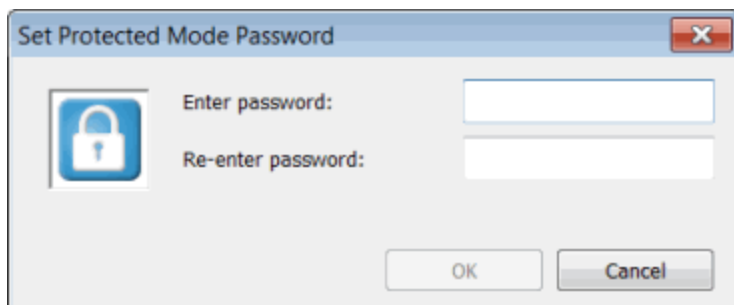 Set Protected Mode Password
Enter password:
Re-enter password:
OK
Cancel